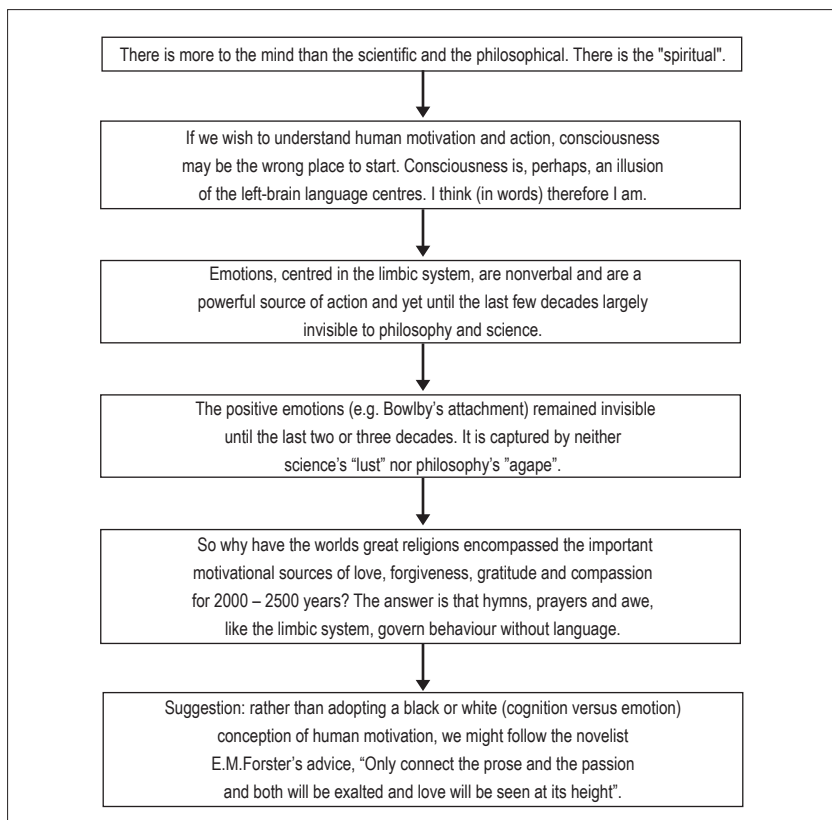 There is more to the mind than the scientific and the philosophical. There is the "spiritual".
If we wish to understand human motivation and action, consciousness
may be the wrong place to start. Consciousness is, perhaps, an illusion
of the left-brain language centres. I think (in words) therefore I am.
Emotions, centred in the limbic system, are nonverbal and are a
powerful source of action and yet until the last few decades largely
invisible to philosophy and science.
The positive emotions (e.g. Bowlby’s attachment) remained invisible
until the last two or three decades. It is captured by neither
science’s “lust” nor philosophy’s ”agape”.
So why have the worlds great religions encompassed the important
motivational sources of love, forgiveness, gratitude and compassion
for 2000 – 2500 years? The answer is that hymns, prayers and awe,
like the limbic system, govern behaviour without language.
Suggestion: rather than adopting a black or white (cognition versus emotion)
conception of human motivation, we might follow the novelist
E.M.Forster’s advice, “Only connect the prose and the passion
and both will be exalted and love will be seen at its height”.